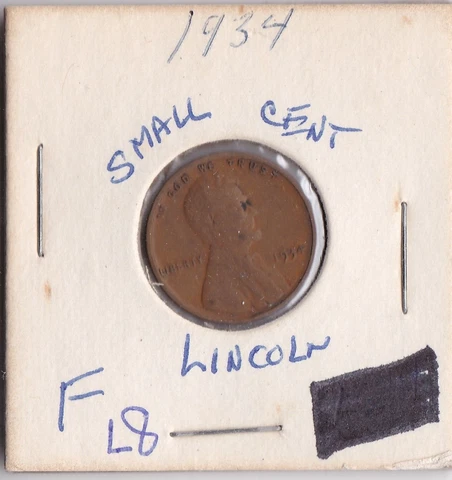 1934
SMALL CENT
IN GOD WE TRUST
LIBERTY 1934
LINCOLN
F
L8